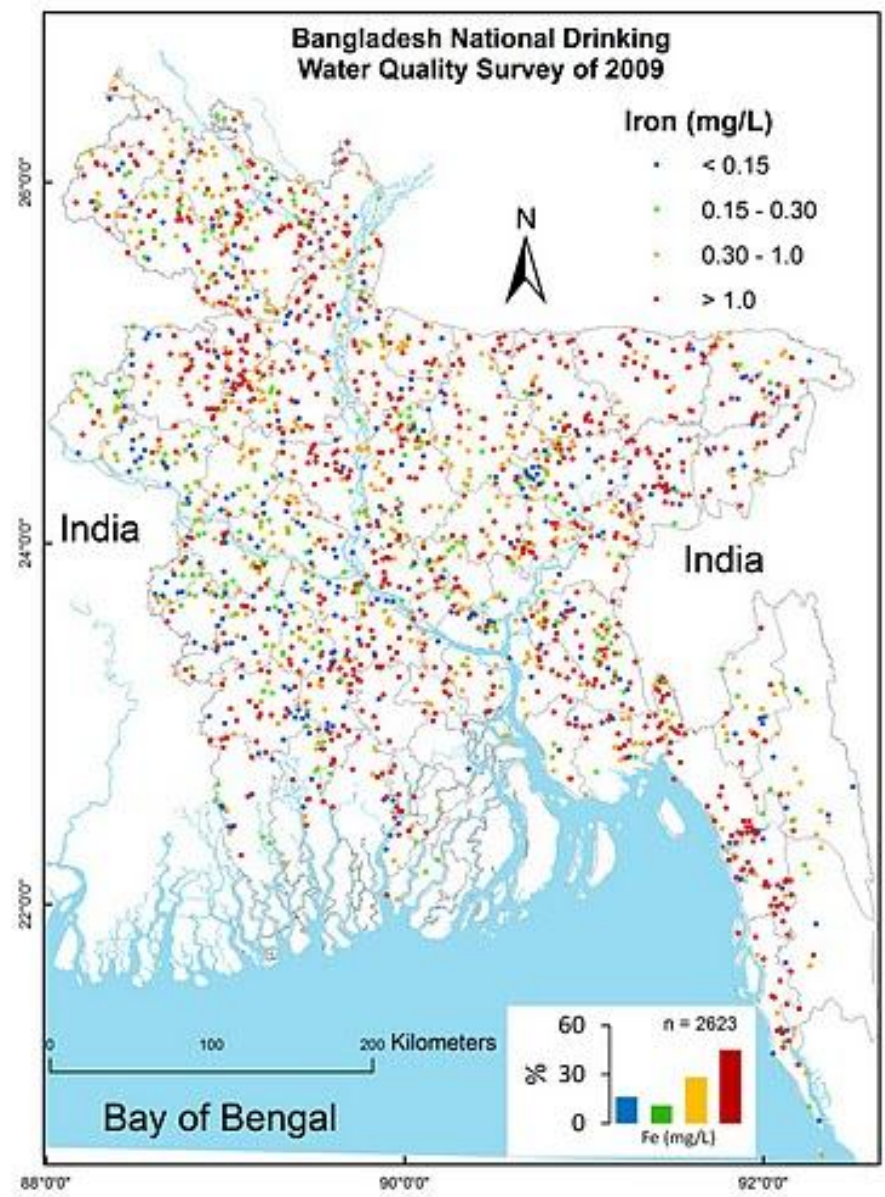 Bangladesh National Drinking
Water Quality Survey of 2009
Iron (mg/L)
< 0.15
0.15 - 0.30
0.30 - 1.0
> 1.0
N
26°0'0"
India
24°0'0"
India
22°0'0"
0 100 200 Kilometers
Bay of Bengal
n = 2623
60
% 30
0
Fe (mg/L)
88°0'0" 90°0'0" 92°0'0"